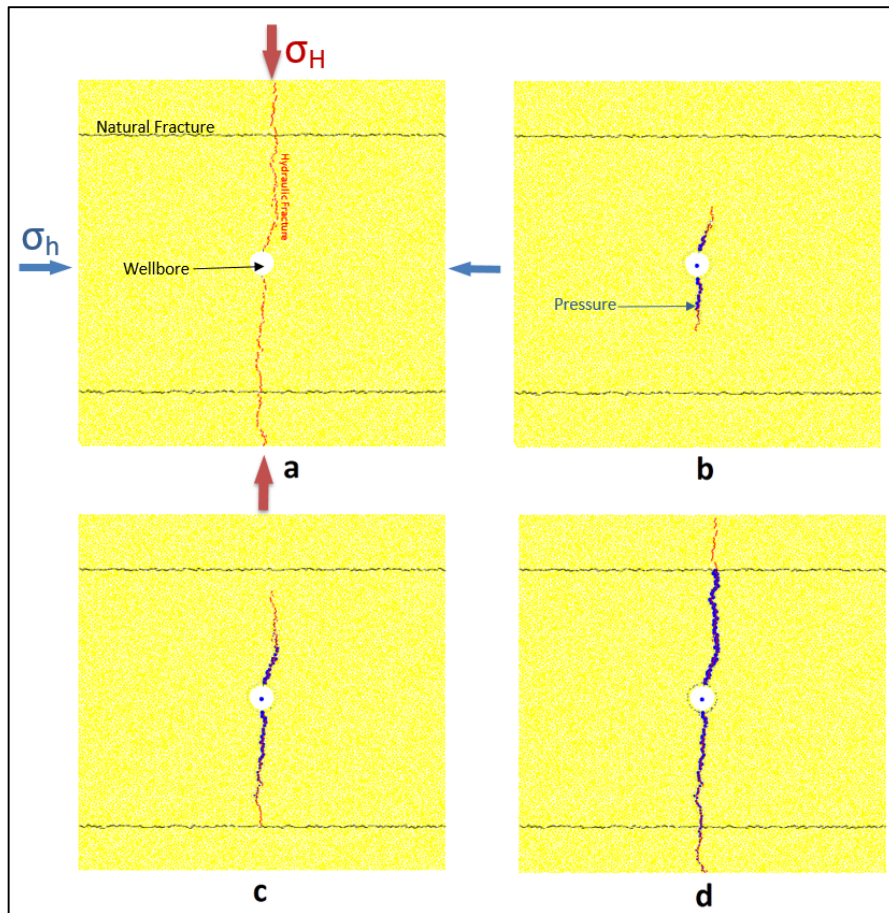 σH
Natural Fracture
Hydraulic Fracture
σh
Wellbore
Pressure
a
b
c
d